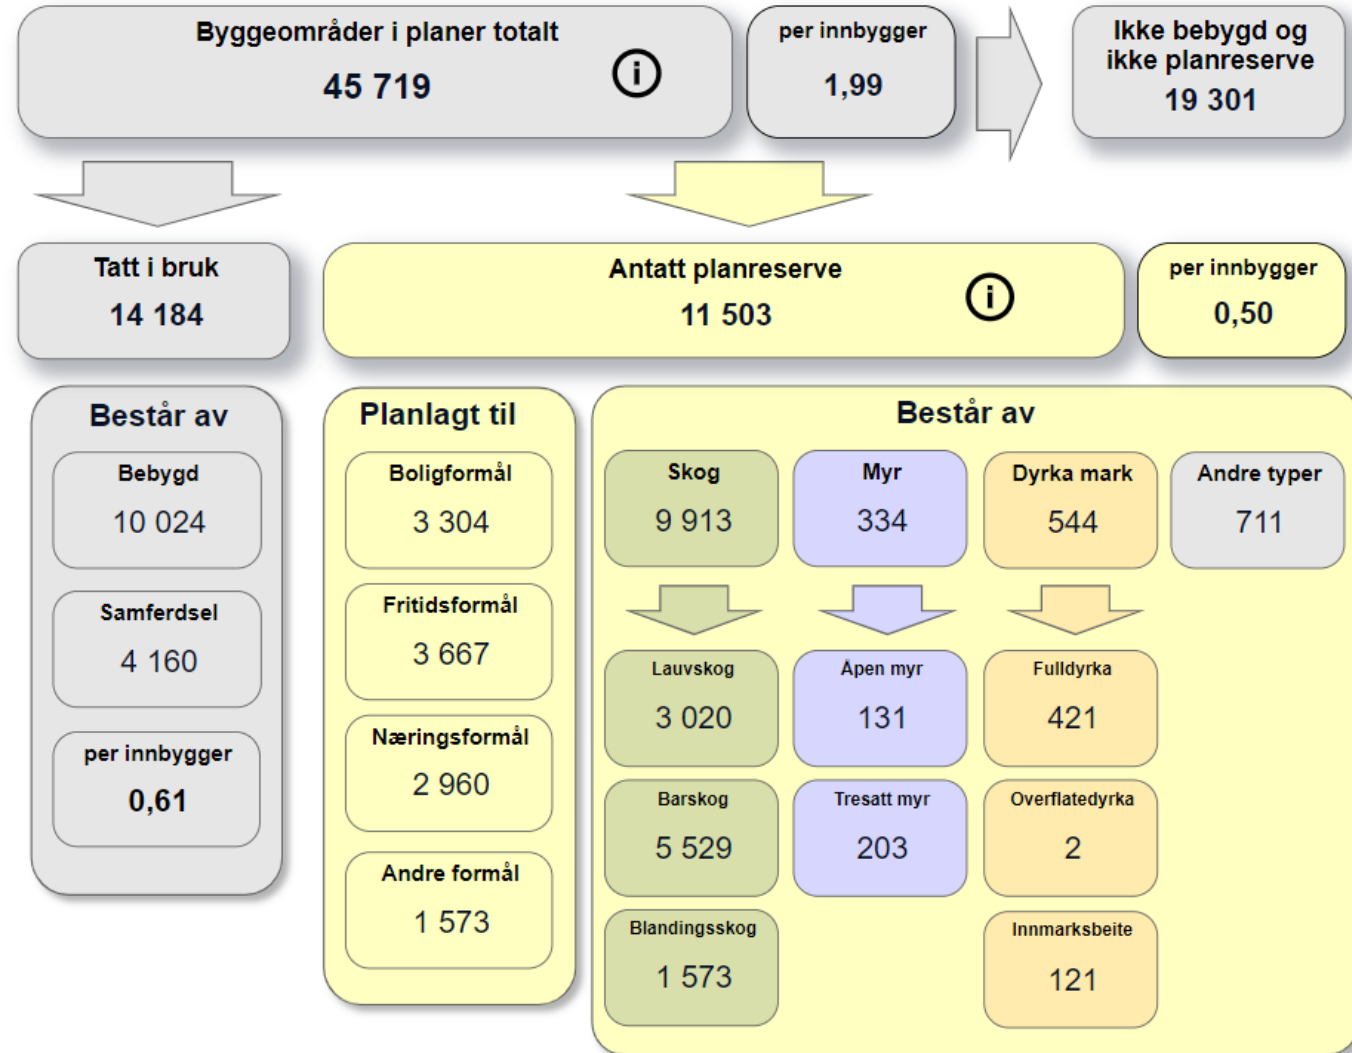 Byggeområder i planer totalt
45 719
i
per innbygger
1,99
Ikke bebygd og
ikke planreserve
19 301
Tatt i bruk
14 184
Antatt planreserve
11 503
i
per innbygger
0,50
Består av
Bebygd
10 024
Samferdsel
4 160
per innbygger
0,61
Planlagt til
Boligformål
3 304
Fritidsformål
3 667
Næringsformål
2 960
Andre formål
1 573
Består av
Skog
9 913
Myr
334
Dyrka mark
544
Andre typer
711
Lauvskog
3 020
Åpen myr
131
Fulldyrka
421
Barskog
5 529
Tresatt myr
203
Overflatedyrka
2
Blandingsskog
1 573
Innmarksbeite
121